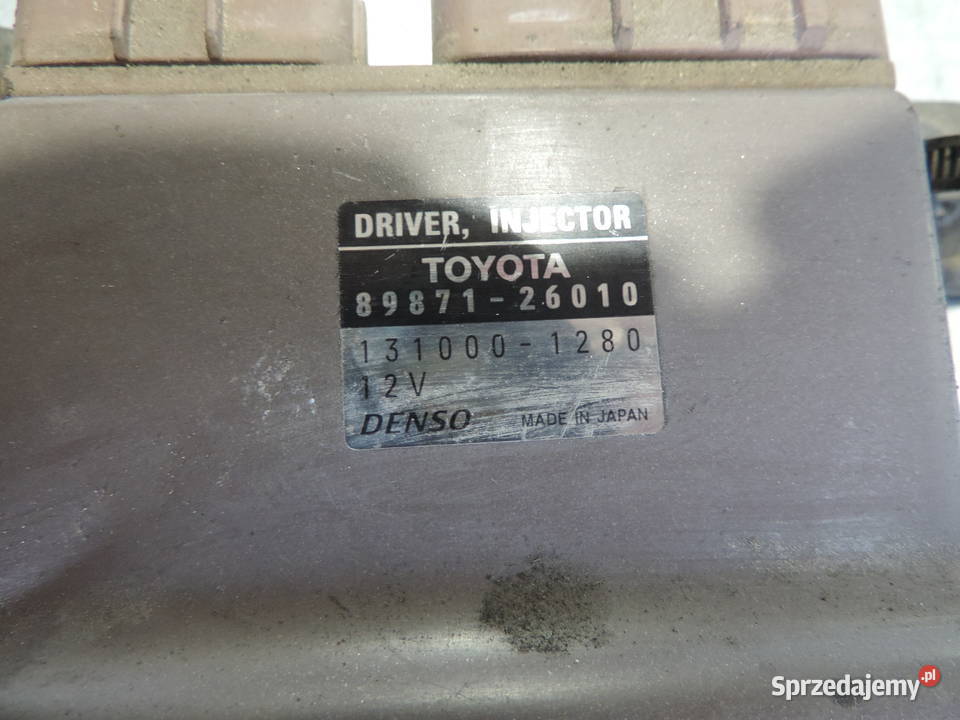 DRIVER, INJECTOR
TOYOTA
89871-26010
131000-1280
12V
DENSO MADE IN JAPAN
Sprzedajemy.pl